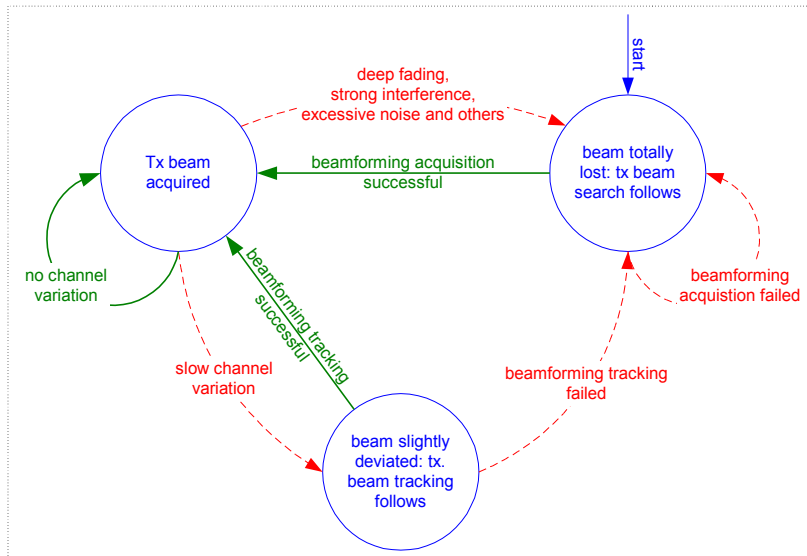 start
deep fading,
strong interference,
excessive noise and others
Tx beam
acquired
beamforming acquisition
successful
beam totally
lost: tx beam
search follows
no channel
variation
beamforming tracking
successful
beamforming
acquistion failed
slow channel
variation
beamforming tracking
failed
beam slightly
deviated: tx.
beam tracking
follows